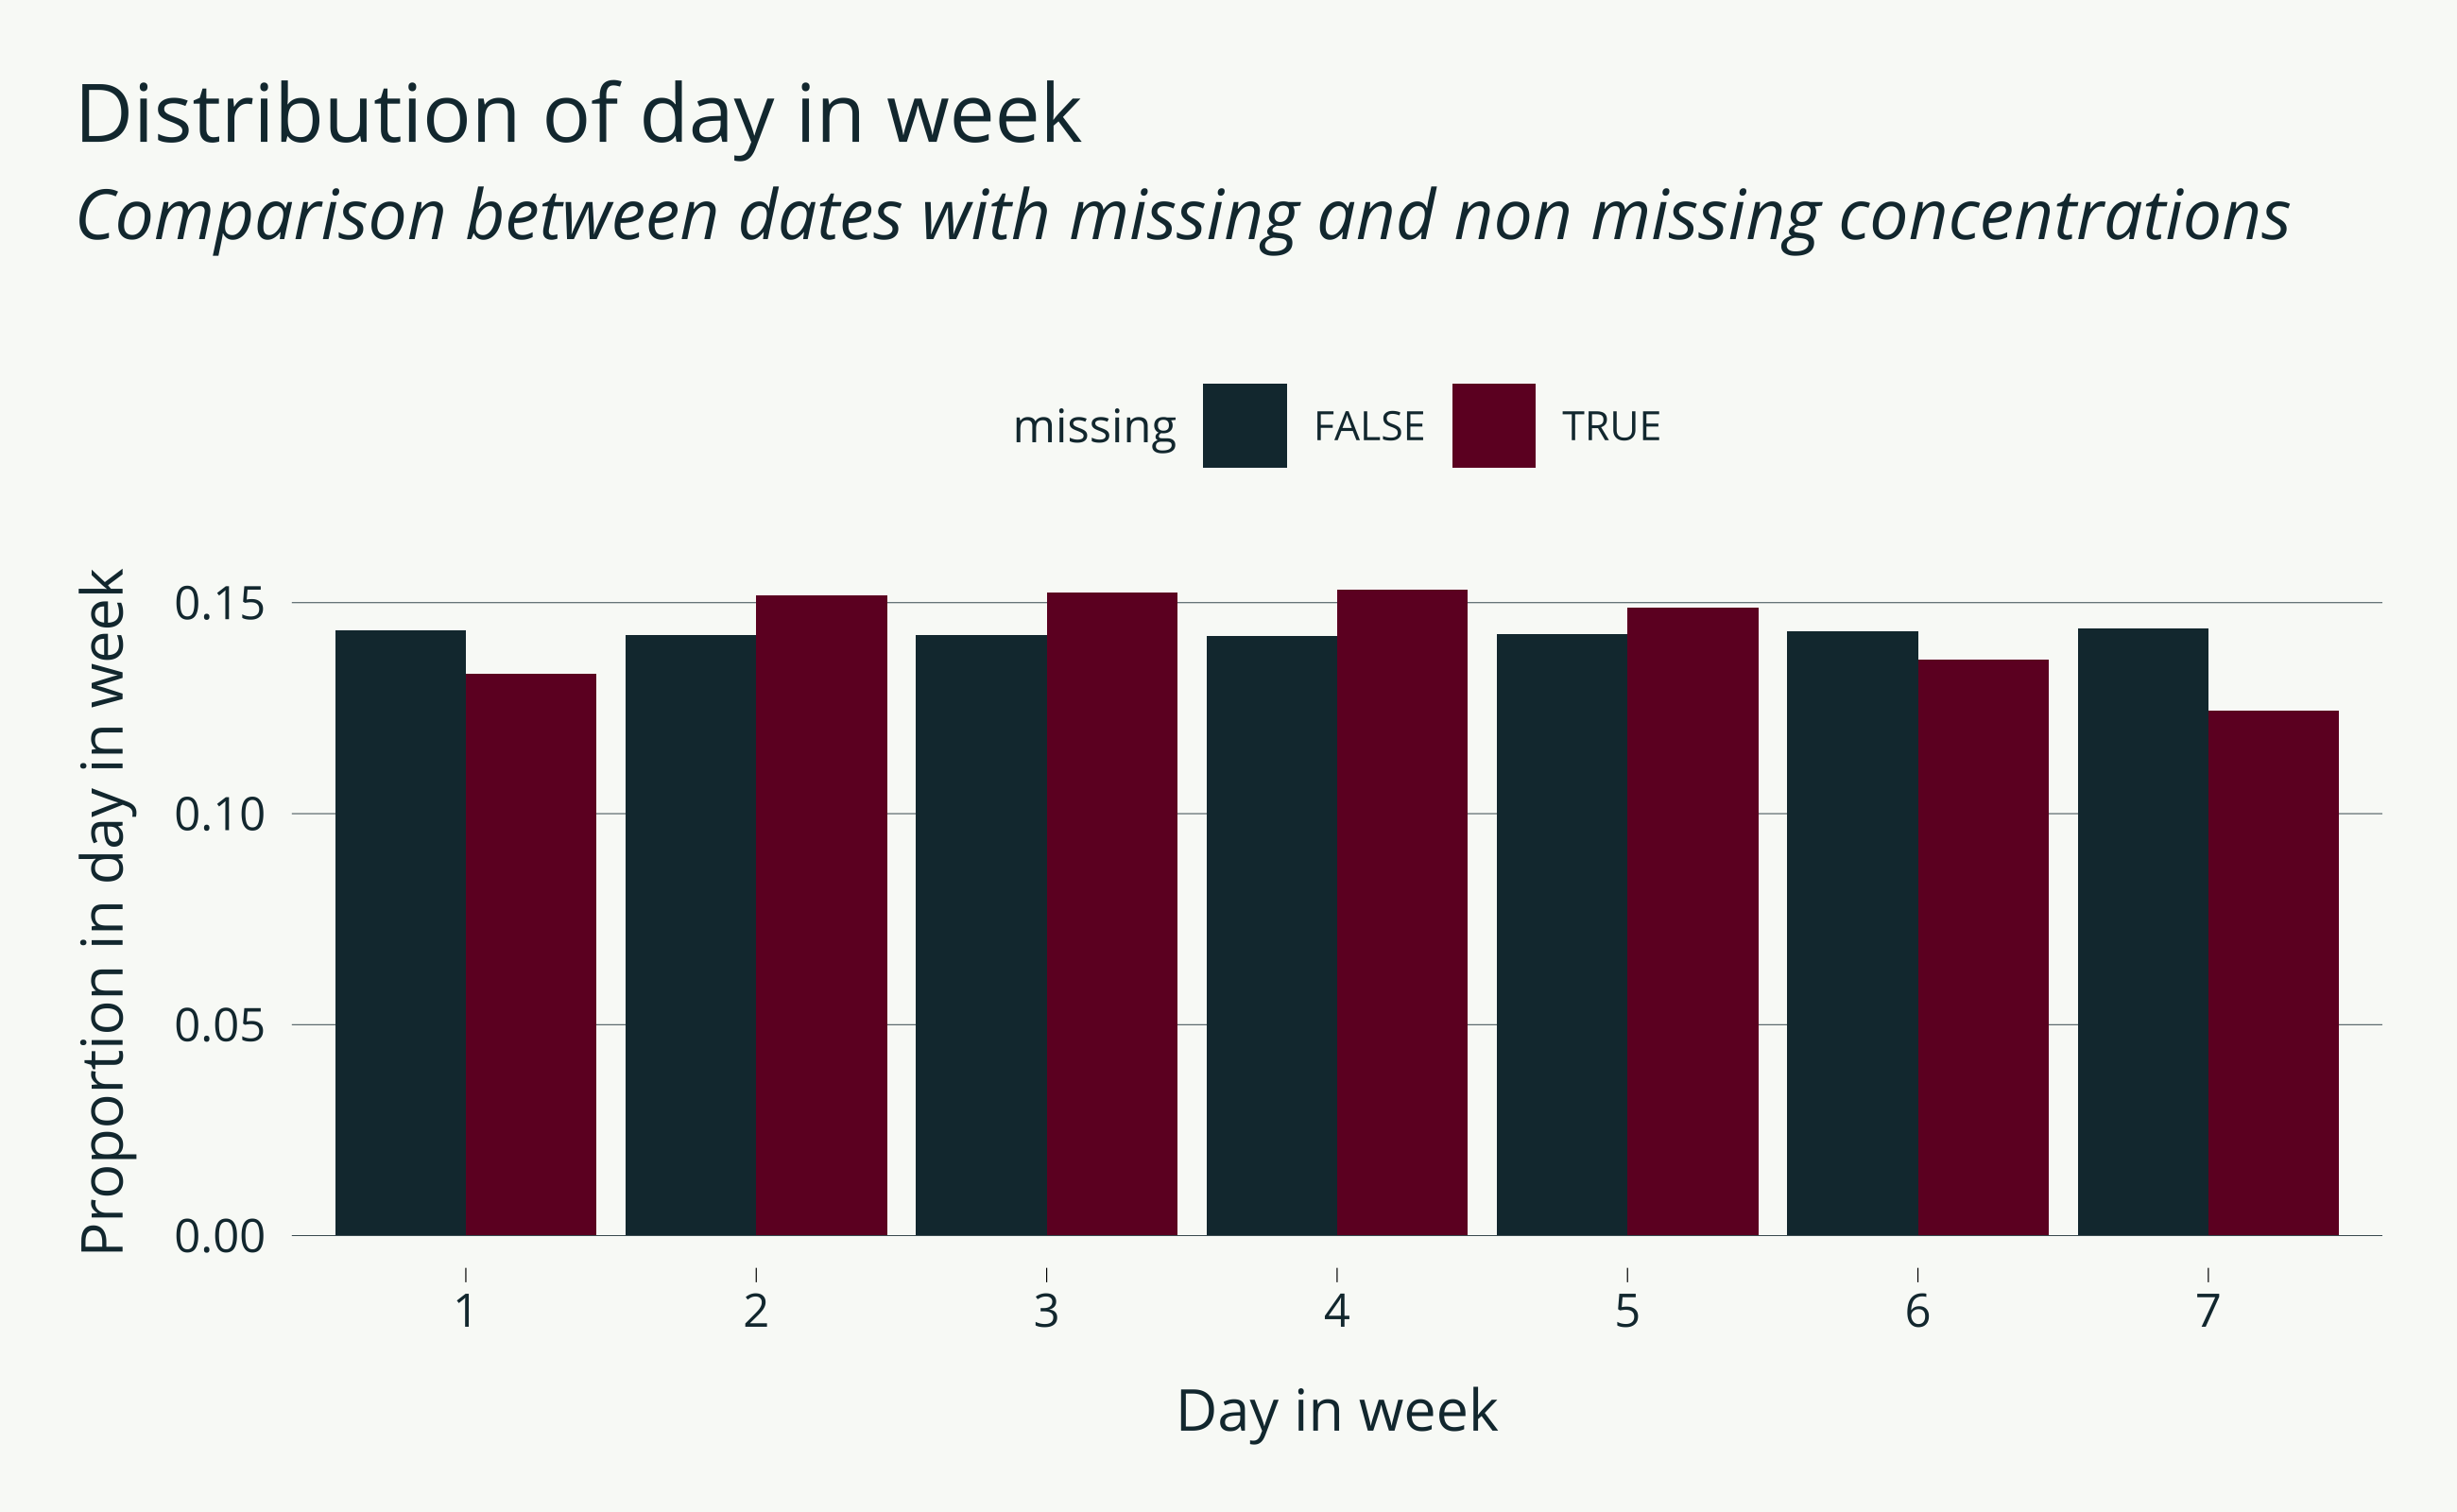 Distribution of day in week
Comparison between dates with missing and non missing concentrations
missing FALSE TRUE
Proportion in day in week
0.15
0.10
0.05
0.00
1 2 3 4 5 6 7
Day in week